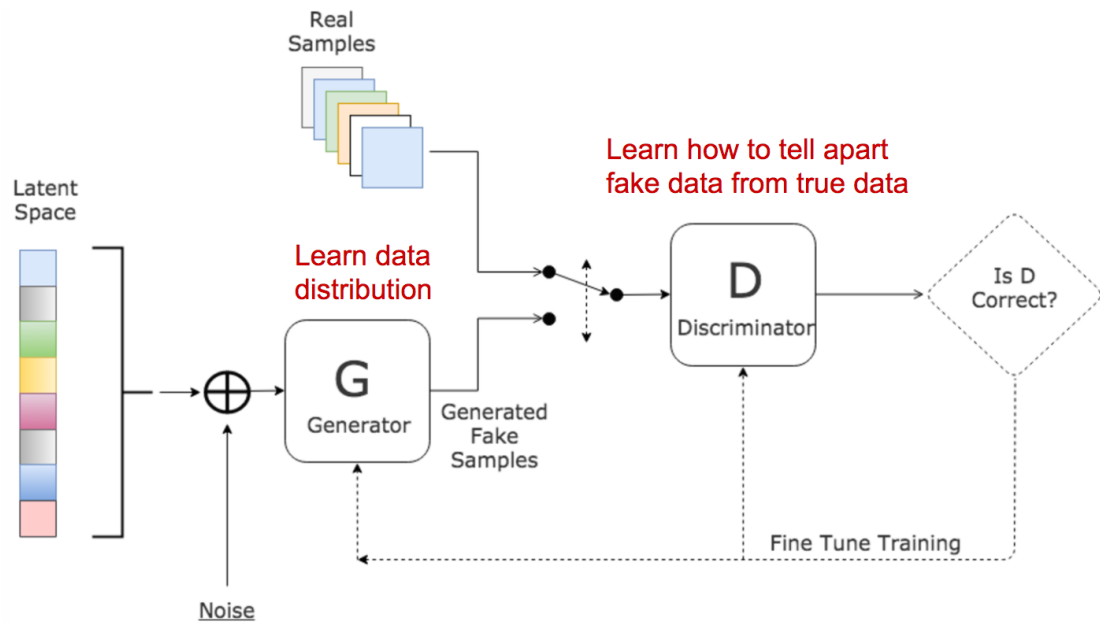 Real
Samples
Learn how to tell apart
fake data from true data
Latent
Space
Learn data
distribution
D
Discriminator
Is D
Correct?
G
Generator
Generated
Fake
Samples
Fine Tune Training
Noise